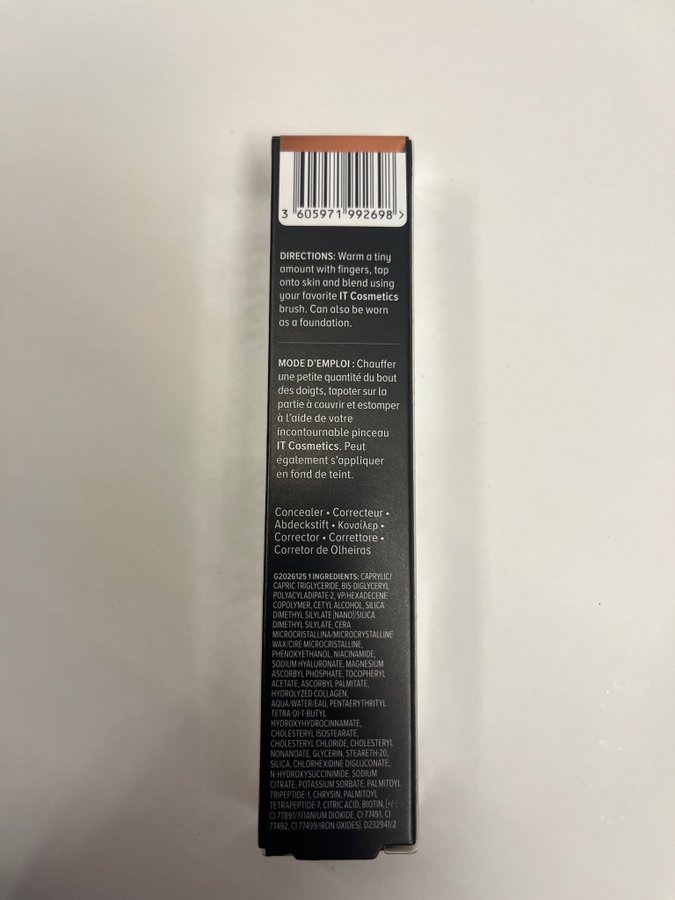 3 605971 992698 >
DIRECTIONS: Warm a tiny
amount with fingers, tap
onto skin and blend using
your favorite IT Cosmetics
brush. Can also be worn
as a foundation.
MODE D'EMPLOI : Chauffer
une petite quantité du bout
des doigts, tapoter sur la
partie à couvrir et estomper
à l'aide de votre
incontournable pinceau
IT Cosmetics. Peut
également s'appliquer
en fond de teint.
Concealer • Correcteur •
Abdeckstift • Κονσίλερ •
Corrector • Correttore •
Corretor de Olheiras
G2026125 1 INGREDIENTS: CAPRYLIC/
CAPRIC TRIGLYCERIDE, BIS-DIGLYCERYL
POLYACYLADIPATE-2, VP/HEXADECENE
COPOLYMER, CETYL ALCOHOL, SILICA
DIMETHYL SILYLATE [NANO]/SILICA
DIMETHYL SILYLATE, CERA
MICROCRISTALLINA/MICROCRYSTALLINE
WAX/CIRE MICROCRISTALLINE,
PHENOXYETHANOL, NIACINAMIDE,
SODIUM HYALURONATE, MAGNESIUM
ASCORBYL PHOSPHATE, TOCOPHERYL
ACETATE, ASCORBYL PALMITATE,
HYDROLYZED COLLAGEN,
AQUA/WATER/EAU, PENTAERYTHRITYL
TETRA-DI-T-BUTYL
HYDROXYHYDROCINNAMATE,
CHOLESTERYL ISOSTEARATE,
CHOLESTERYL CHLORIDE, CHOLESTERYL
NONANOATE, GLYCERIN, STEARETH-20,
SILICA, CHLORHEXIDINE DIGLUCONATE,
N-HYDROXYSUCCINIMIDE, SODIUM
CITRATE, POTASSIUM SORBATE, PALMITOYL
TRIPEPTIDE-1, CHRYSIN, PALMITOYL
TETRAPEPTIDE-7, CITRIC ACID, BIOTIN, [+/-:
CI 77891/TITANIUM DIOXIDE, CI 77491, CI
77492, CI 77499/IRON OXIDES]. D232941/2